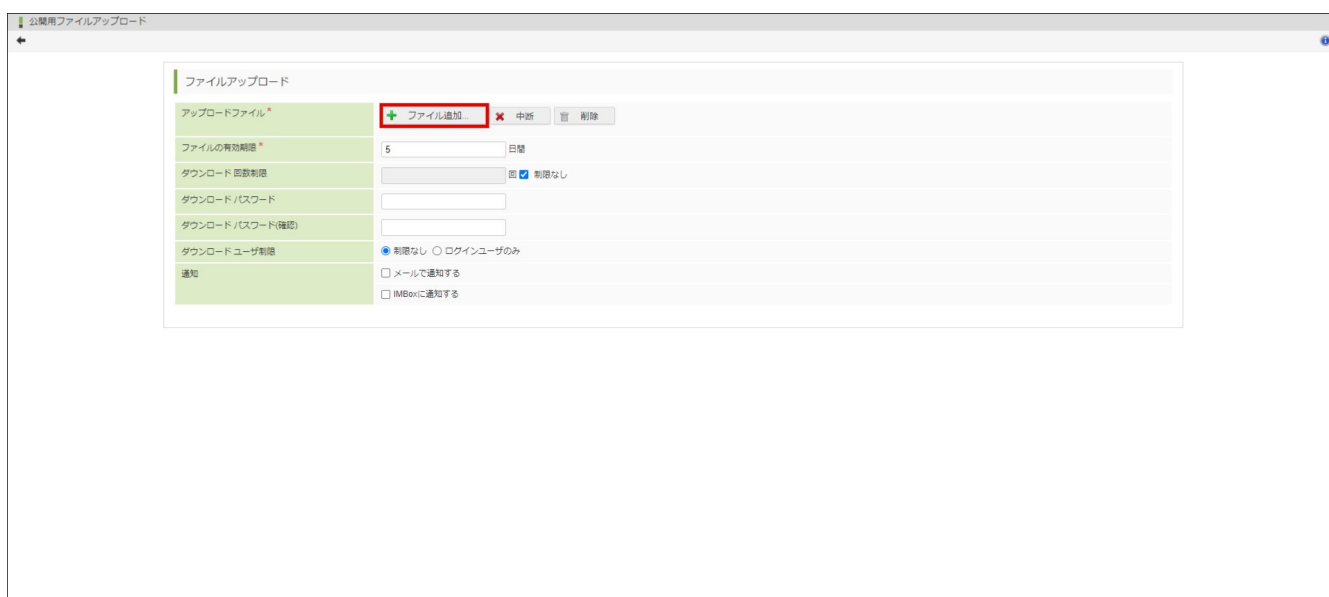 公開用ファイルアップロード
ファイルアップロード
アップロードファイル* ファイル追加... 中断 削除
ファイルの有効期限* 5 日間
ダウンロード回数制限 回 制限なし
ダウンロードパスワード
ダウンロードパスワード(確認)
ダウンロードユーザ制限 制限なし ログインユーザのみ
通知 メールで通知する
IMBoxに通知する